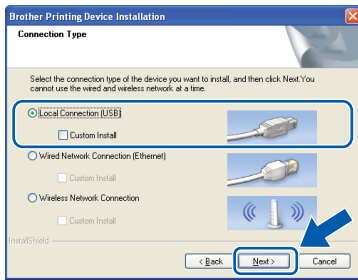 Brother Printing Device Installation
Connection Type
Select the connection type of the device you want to install, and then click Next.You
cannot use the wired and wireless network at a time.
Local Connection (USB)
Custom Install
Wired Network Connection (Ethernet)
Custom Install
Wireless Network Connection
Custom Install
InstallShield
< Back
Next >
Cancel